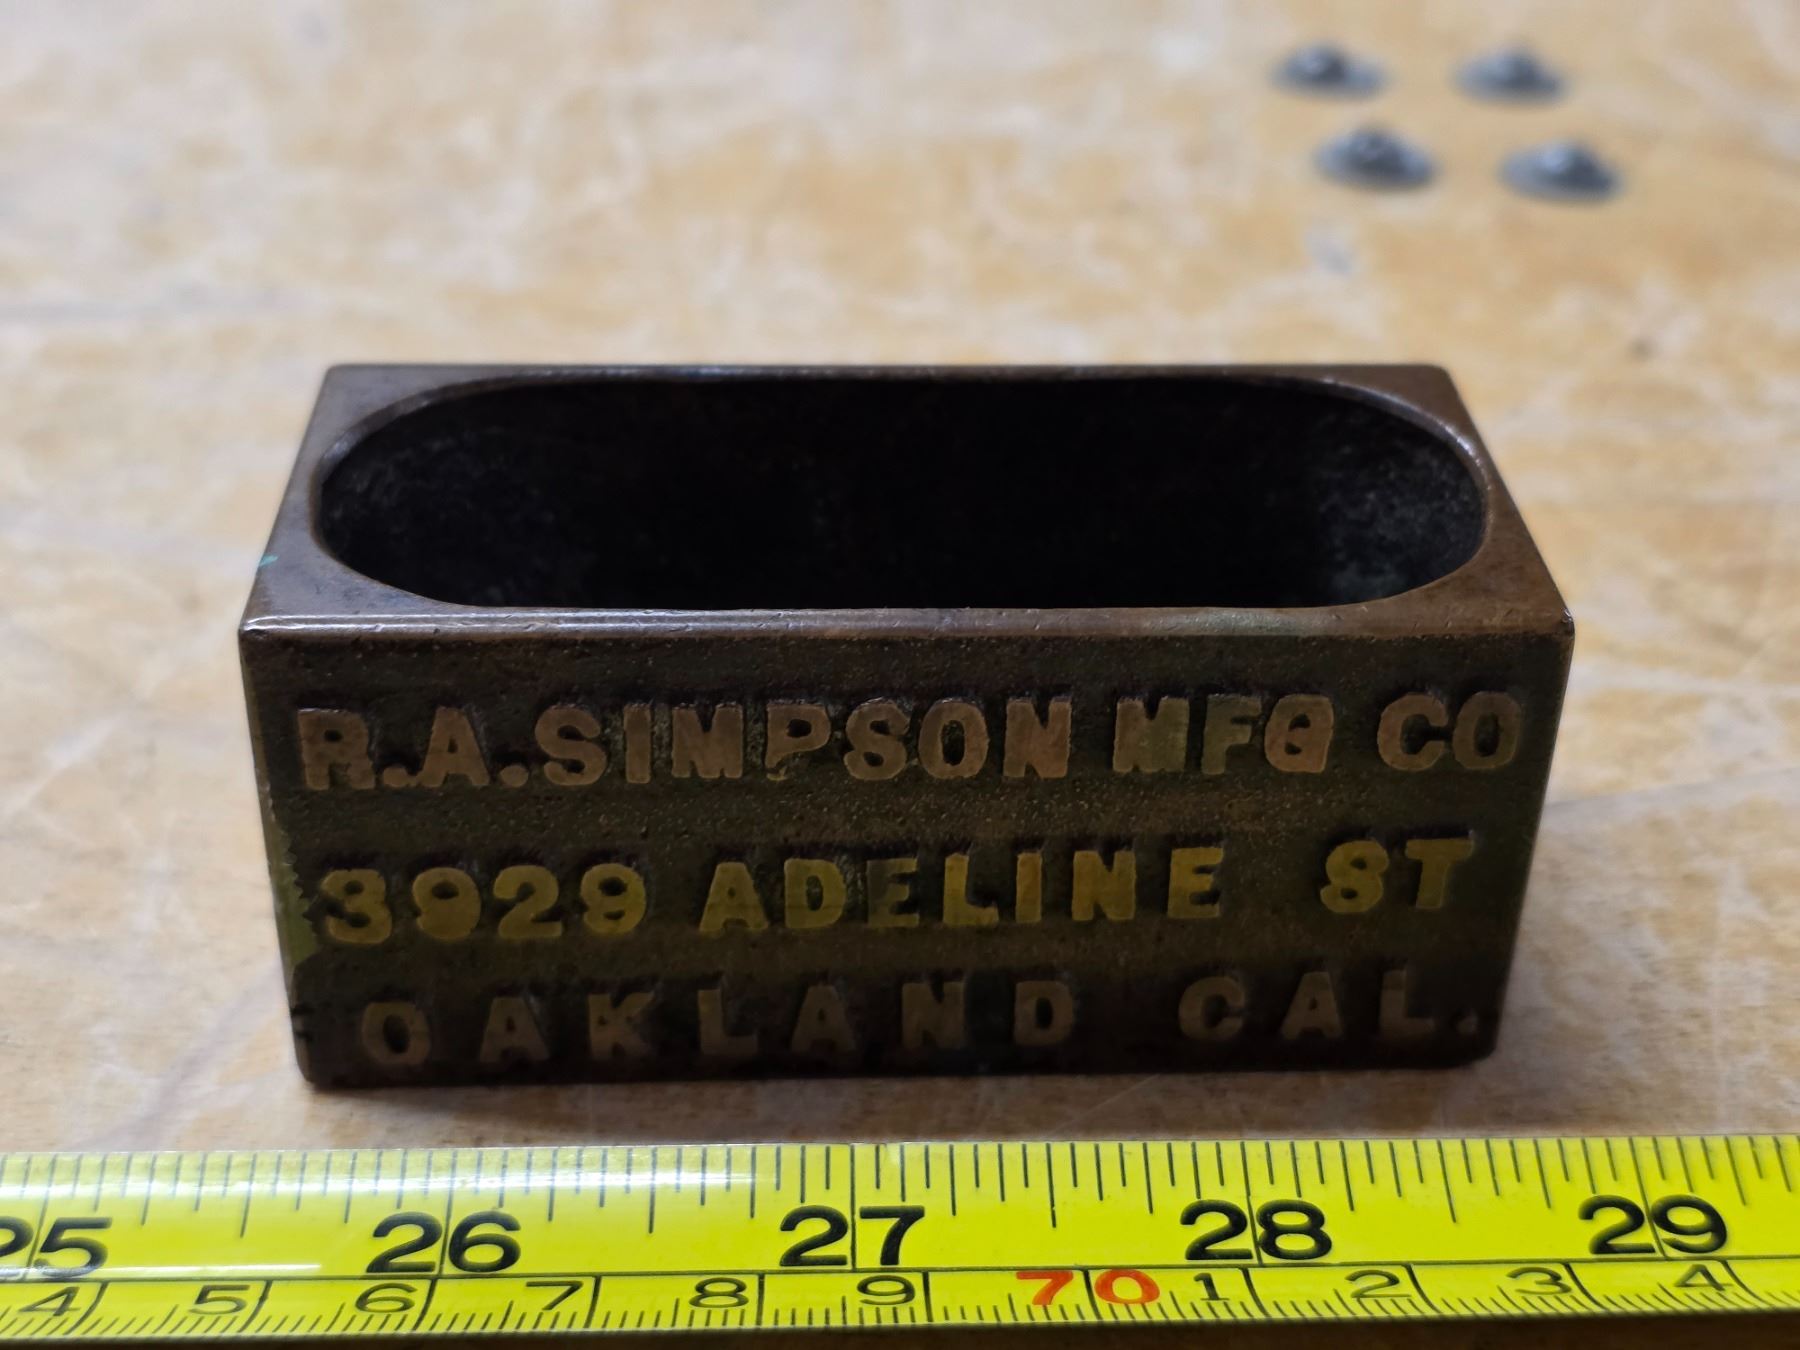 R.A.SIMPSON MFG CO
3929 ADELINE ST
OAKLAND CAL.
25 26 27 28 29
4 5 6 7 8 9 70 1 2 3 4